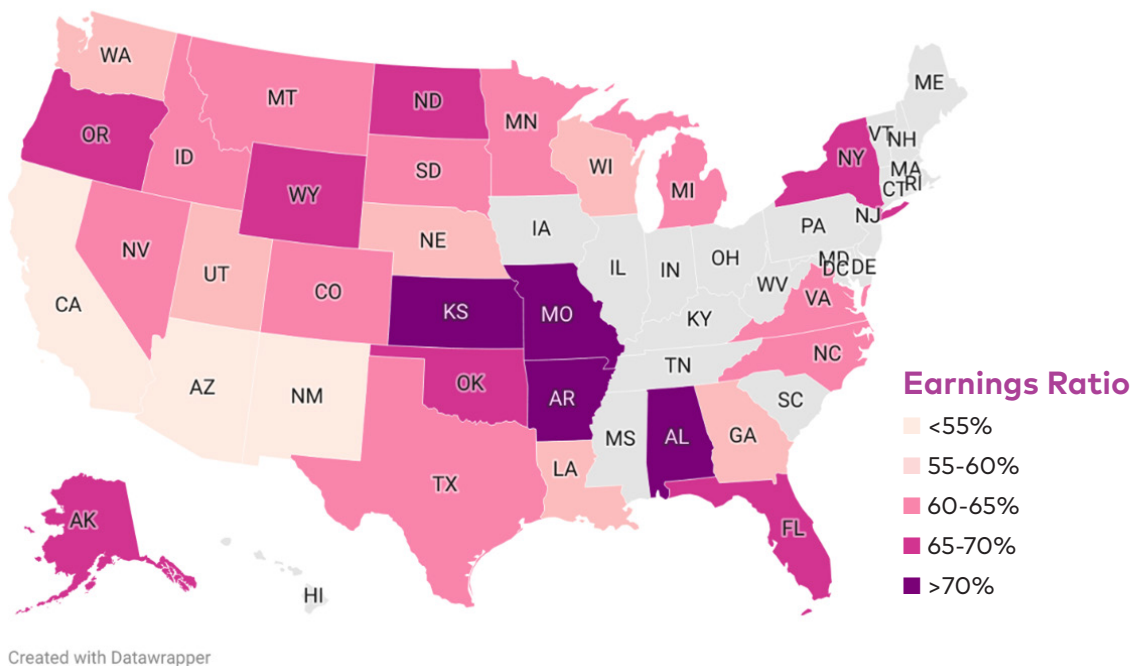 WA
MT
ND
MN
ME
OR
ID
WY
SD
WI
MI
NY
VT
NH
MA
CT
RI
NV
UT
NE
IA
PA
NJ
CA
CO
IL
IN
OH
MD
DC
DE
WV
VA
KS
MO
KY
AZ
NM
OK
AR
TN
NC
SC
TX
LA
MS
AL
GA
AK
HI
FL
Earnings Ratio
<55%
55-60%
60-65%
65-70%
>70%
Created with Datawrapper